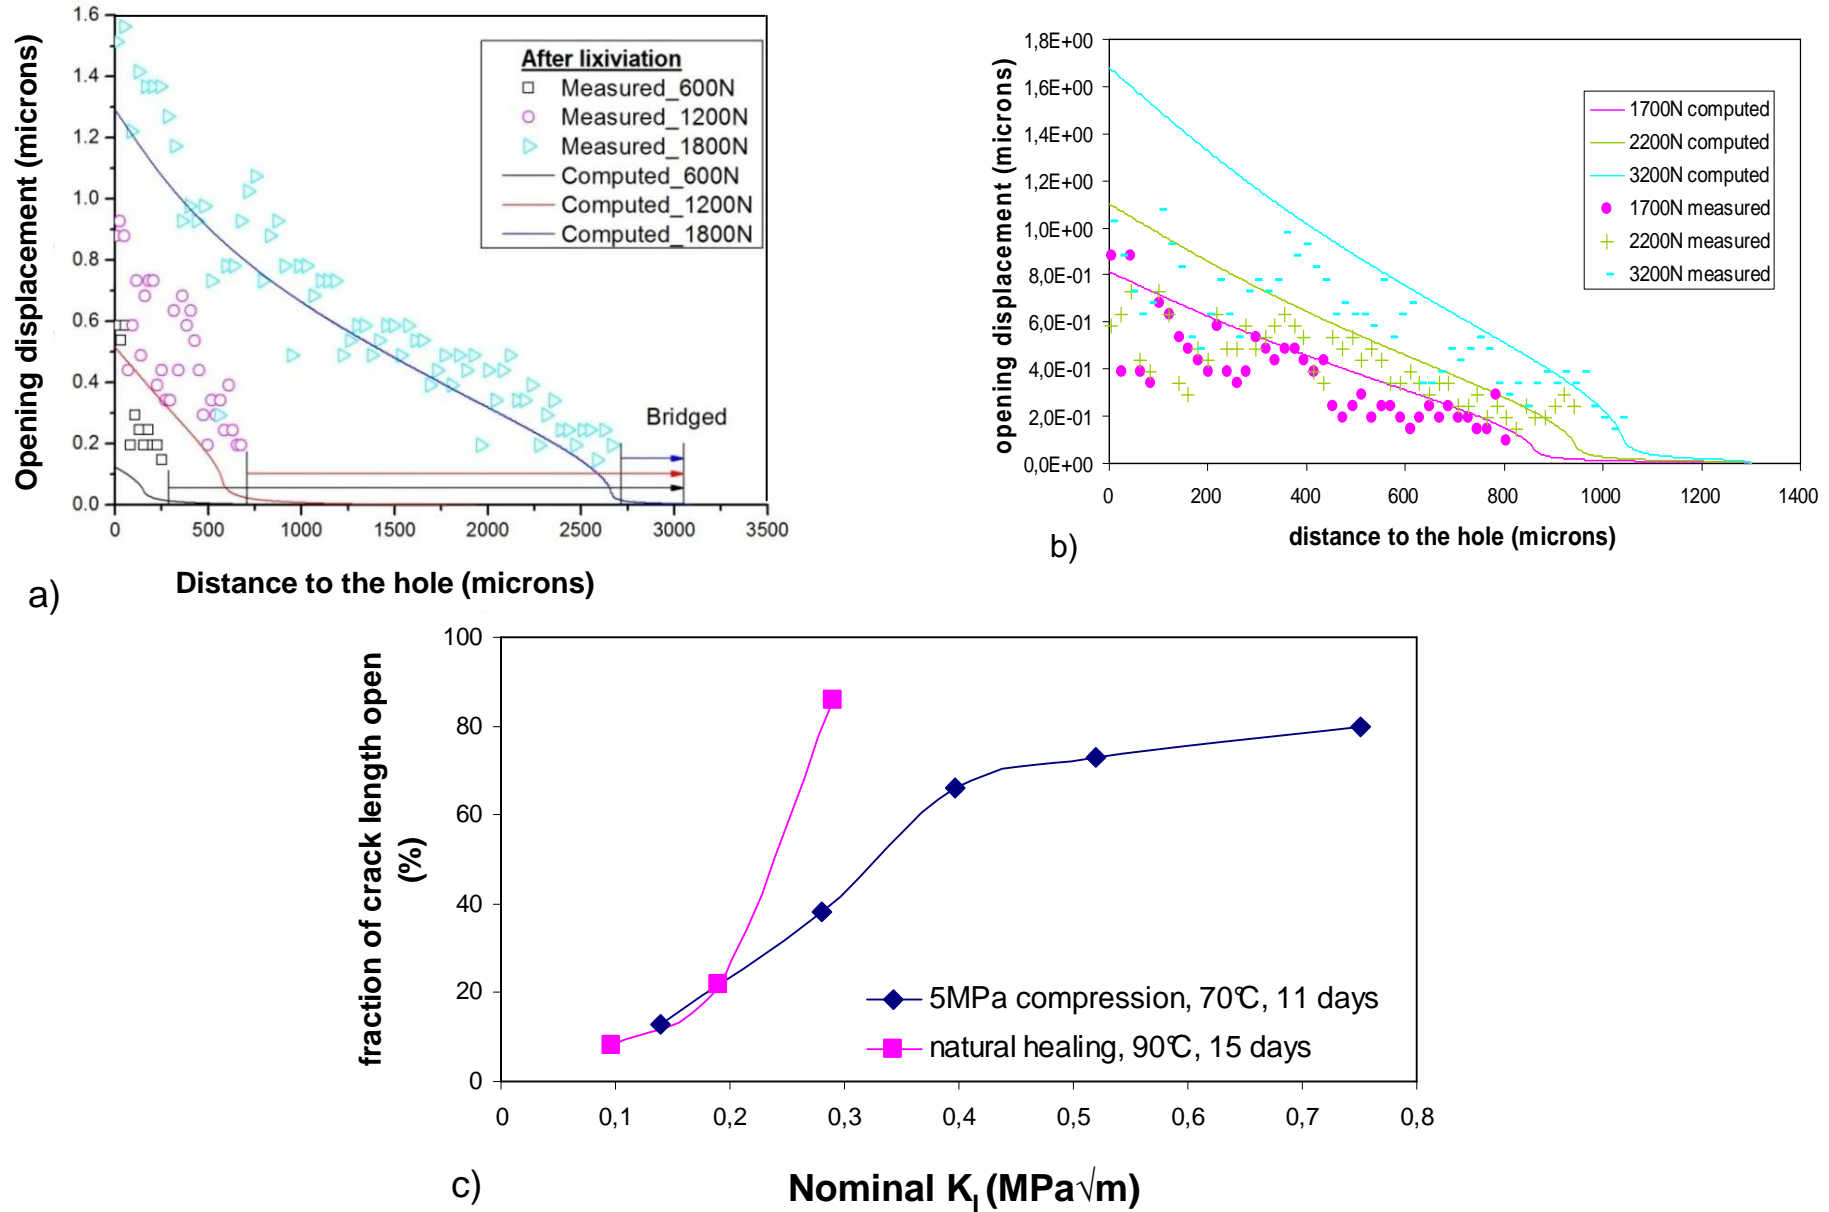 Opening displacement (microns)
1.6
1.4
1.2
1.0
0.8
0.6
0.4
0.2
0.0
0
500
1000
1500
2000
2500
3000
3500
After lixiviation
Measured_600N
Measured_1200N
Measured_1800N
Computed_600N
Computed_1200N
Computed_1800N
Bridged
Distance to the hole (microns)
a)
opening displacement (microns)
1,8E+00
1,6E+00
1,4E+00
1,2E+00
1,0E+00
8,0E-01
6,0E-01
4,0E-01
2,0E-01
0,0E+00
0
200
400
600
800
1000
1200
1400
1700N computed
2200N computed
3200N computed
1700N measured
2200N measured
3200N measured
distance to the hole (microns)
b)
fraction of crack length open
(%)
100
80
60
40
20
0
0
0,1
0,2
0,3
0,4
0,5
0,6
0,7
0,8
5MPa compression, 70°C, 11 days
natural healing, 90°C, 15 days
Nominal K_I (MPa√m)
c)